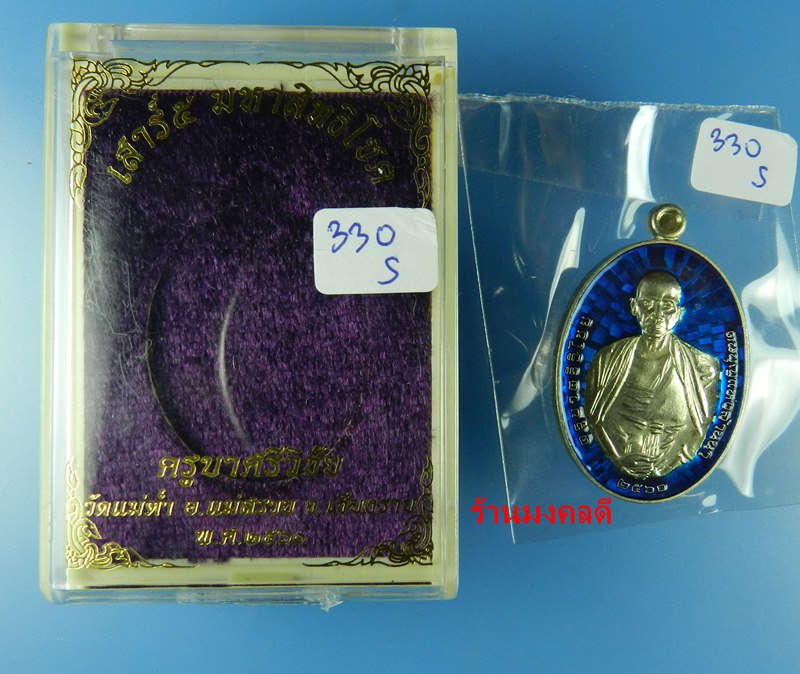 เสาร์๕ มหาสิทธิโชค
330
S
ครูบาศรีวิชัย
วัดแม่คำ อ.แม่สรวย จ.เชียงราย
พ.ศ.๒๕๖๑
330
S
๒๕๖๑
ร้านมงคลดี